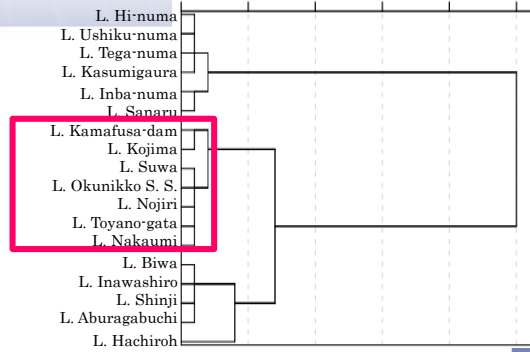 L. Hi-numa
L. Ushiku-numa
L. Tega-numa
L. Kasumigaura
L. Inba-numa
L. Sanaru
L. Kamafusa-dam
L. Kojima
L. Suwa
L. Okunikko S. S.
L. Nojiri
L. Toyano-gata
L. Nakaumi
L. Biwa
L. Inawashiro
L. Shinji
L. Aburagabuchi
L. Hachiroh